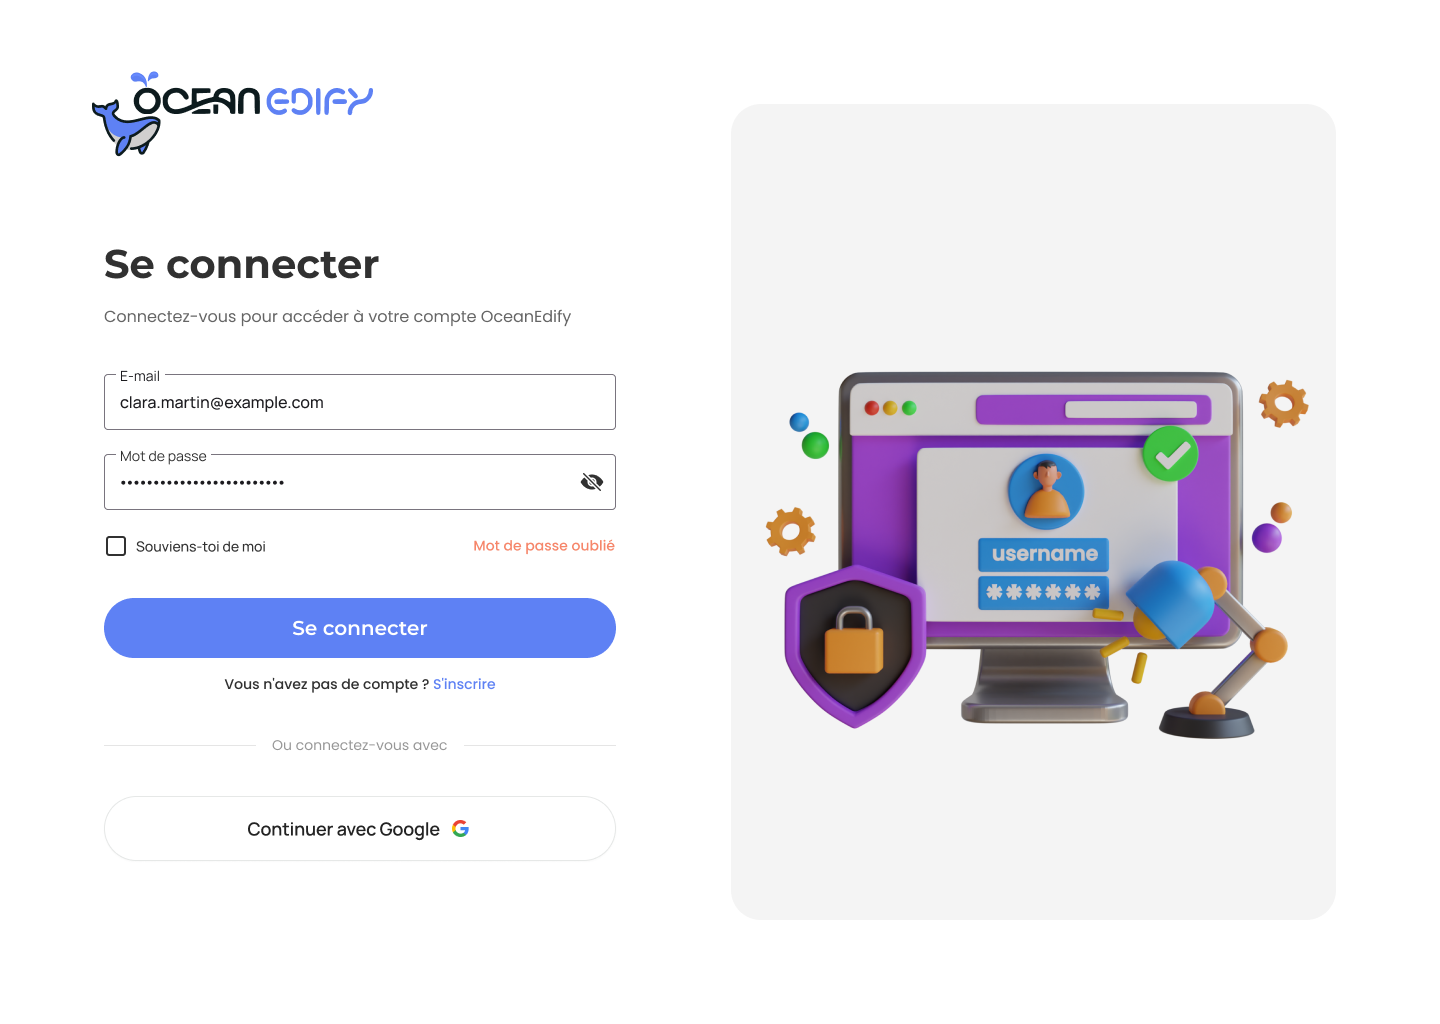 OCEAN EDIFY
Se connecter
Connectez-vous pour accéder à votre compte OceanEdify
E-mail
clara.martin@example.com
Mot de passe
•••••••••••••••••••••••••
Souviens-toi de moi
Mot de passe oublié
Se connecter
Vous n'avez pas de compte ? S'inscrire
Ou connectez-vous avec
Continuer avec Google
username
******